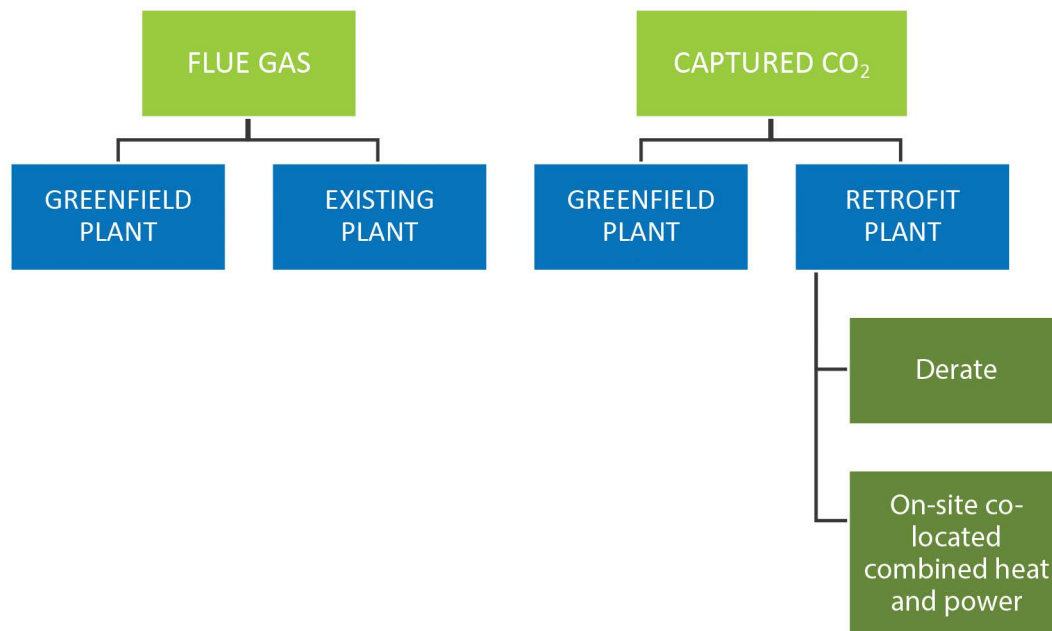 FLUE GAS
CAPTURED CO₂
GREENFIELD
PLANT
EXISTING
PLANT
GREENFIELD
PLANT
RETROFIT
PLANT
Derate
On-site co-
located
combined heat
and power